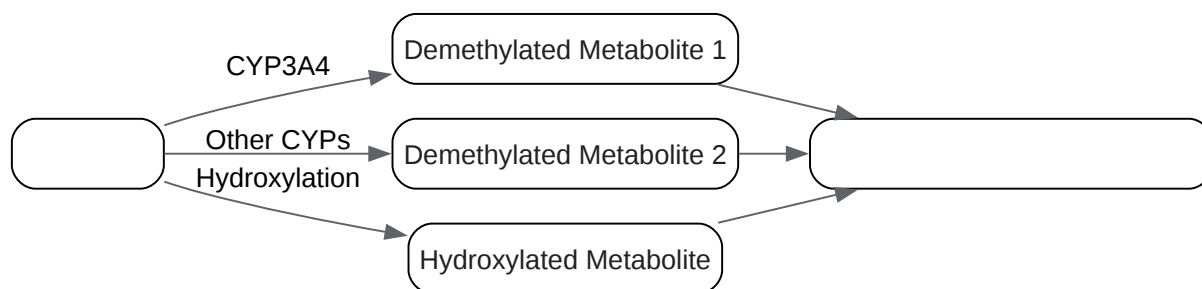 CYP3A4
Demethylated Metabolite 1
Other CYPs
Demethylated Metabolite 2
Hydroxylation
Hydroxylated Metabolite